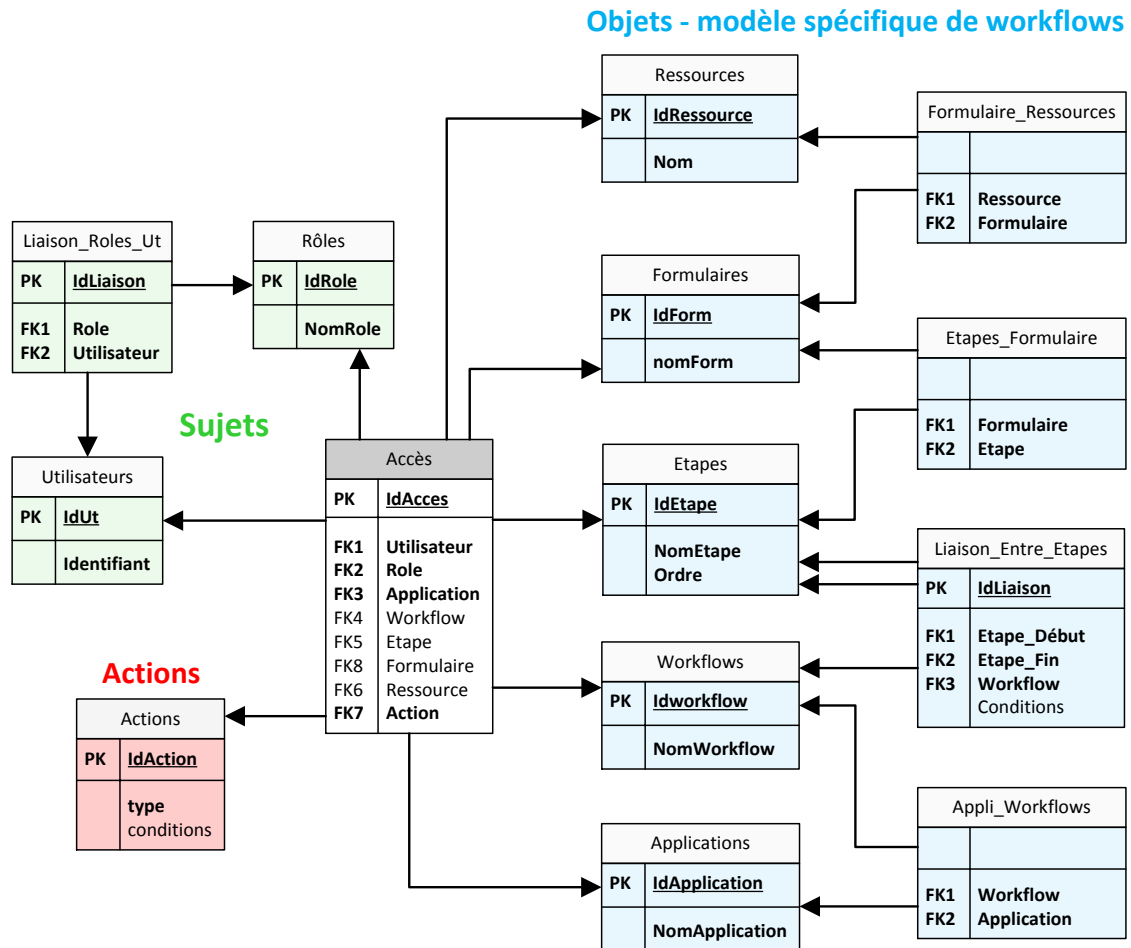 Objets - modèle spécifique de workflows
Ressources
PK IdRessource
Nom
Formulaire_Ressources
FK1 Ressource
FK2 Formulaire
Liaison_Roles_Ut
PK IdLiaison
FK1 Role
FK2 Utilisateur
Rôles
PK IdRole
NomRole
Formulaires
PK IdForm
nomForm
Etapes_Formulaire
FK1 Formulaire
FK2 Etape
Sujets
Utilisateurs
PK IdUt
Identifiant
Accès
PK IdAcces
FK1 Utilisateur
FK2 Role
FK3 Application
FK4 Workflow
FK5 Etape
FK8 Formulaire
FK6 Ressource
FK7 Action
Etapes
PK IdEtape
NomEtape
Ordre
Liaison_Entre_Etapes
PK IdLiaison
FK1 Etape_Début
FK2 Etape_Fin
FK3 Workflow
Conditions
Actions
Actions
PK IdAction
type
conditions
Workflows
PK Idworkflow
NomWorkflow
Appli_Workflows
FK1 Workflow
FK2 Application
Applications
PK IdApplication
NomApplication